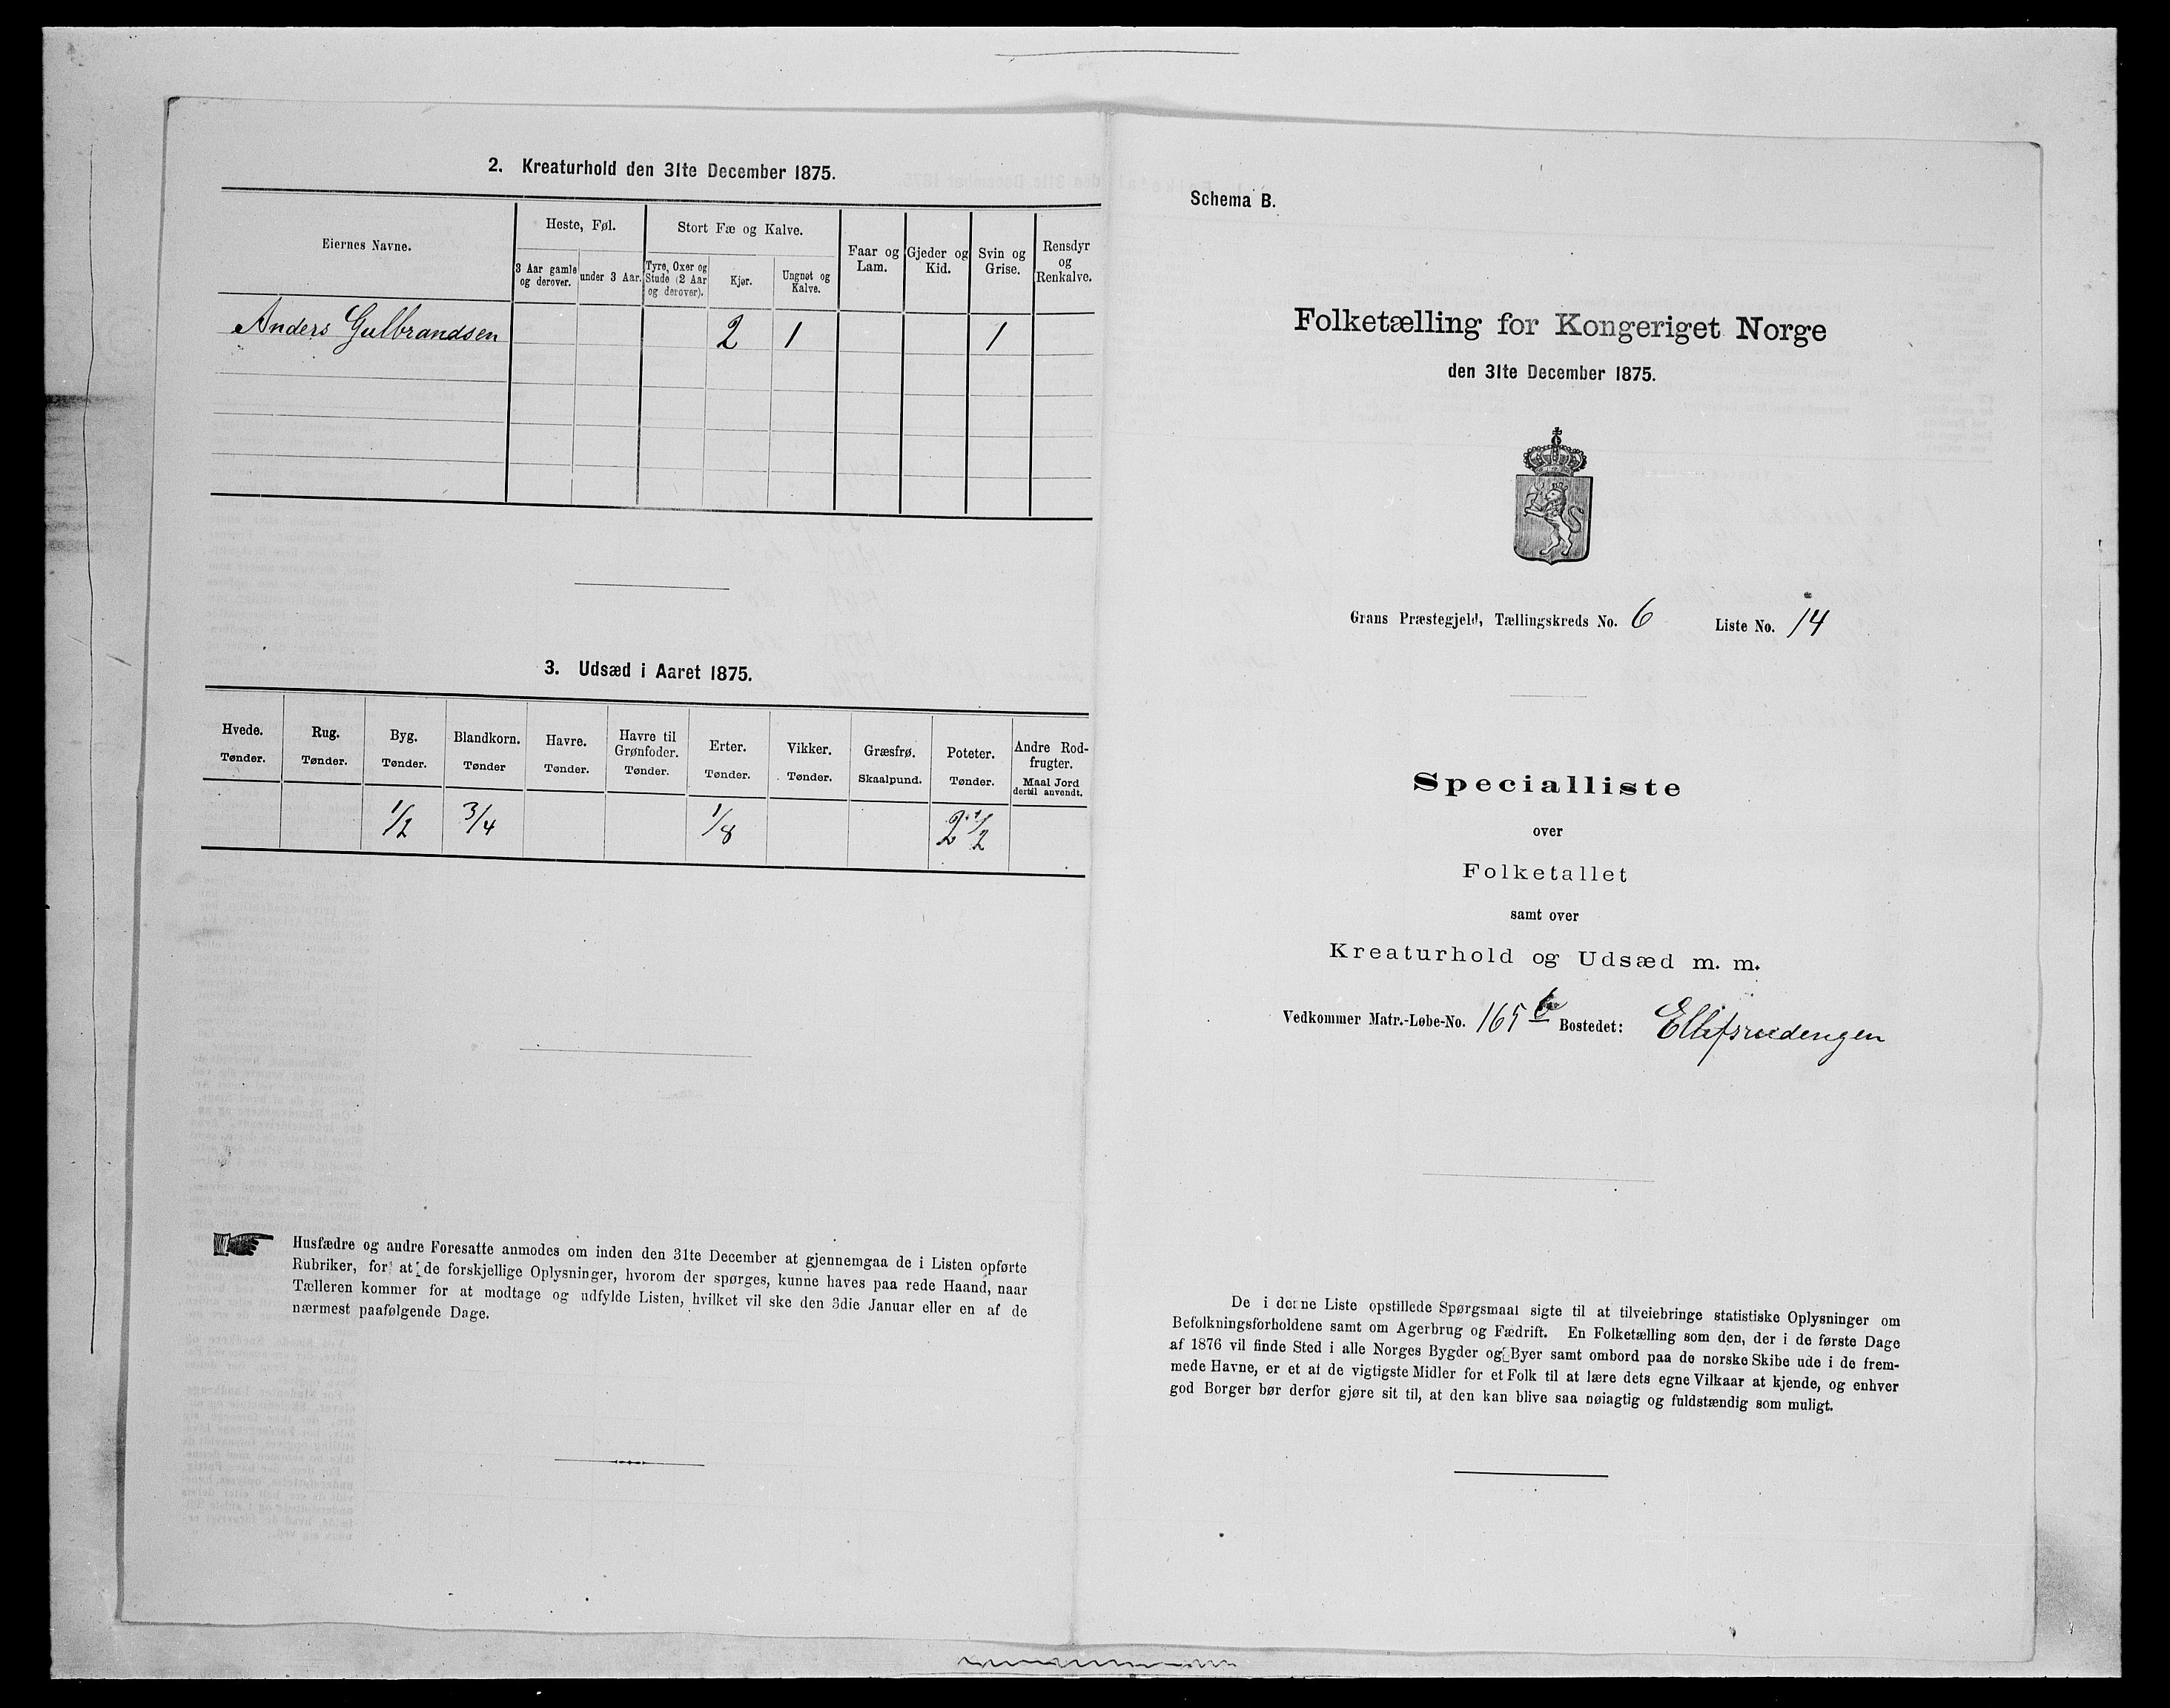 2. Kreaturhold den 31te December 1875.
Eiernes Navne.
Heste, Føl.
Stort Fæ og Kalve.
Faar og Lam.
Gjeder og Kid.
Svin og Grise.
Rensdyr og Renkalve.
3 Aar gamle og derover.
under 3 Aar.
Tyre, Oxer og Stude (2 Aar og derover).
Kjør.
Ungnøt og Kalve.
Anders Gulbrandsen 2 1 1
3. Udsæd i Aaret 1875.
Hvede. Rug. Byg. Blandkorn. Havre. Havre til Grønfoder. Erter. Vikker. Græsfrø. Poteter. Andre Rodfrugter.
Tønder. Tønder. Tønder. Tønder Tønder. Tønder. Tønder. Tønder. Skaalpund. Tønder. Maal Jord dertil anvendt.
1/2 3/4 1/8 2 1/2
Husfædre og andre Foresatte anmodes om inden den 31te December at gjennemgaa de i Listen opførte
Rubriker, for at de forskjellige Oplysninger, hvorom der spørges, kunne haves paa rede Haand, naar
Tælleren kommer for at modtage og udfylde Listen, hvilket vil ske den 3die Januar eller en af de
nærmest paafølgende Dage.
Schema B.
Folketælling for Kongeriget Norge
den 31te December 1875.
Grans Præstegjeld, Tællingskreds No. 6 Liste No. 14
Specialliste
over
Folketallet
samt over
Kreaturhold og Udsæd m. m.
Vedkommer Matr.-Løbe-No. 165 b Bostedet: Ellefsrudengen
De i denne Liste opstillede Spørgsmaal sigte til at tilveiebringe statistiske Oplysninger om
Befolkningsforholdene samt om Agerbrug og Fædrift. En Folketælling som den, der i de første Dage
af 1876 vil finde Sted i alle Norges Bygder og Byer samt ombord paa de norske Skibe ude i de frem-
mede Havne, er et af de vigtigste Midler for et Folk til at lære dets egne Vilkaar at kjende, og enhver
god Borger bør derfor gjøre sit til, at den kan blive saa nøiagtig og fuldstændig som muligt.